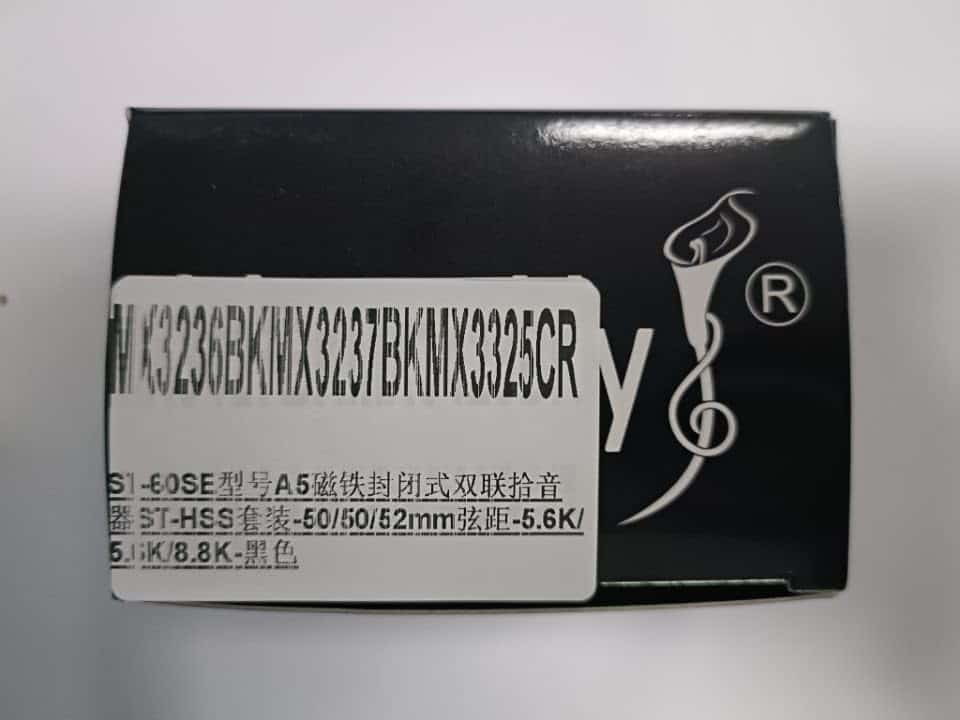 MX3236BKMX3237BKMX3325CR
y ®
ST-60SE型号A5磁铁封闭式双联拾音
器ST-HSS套装-50/50/52mm弦距-5.6K/
5.6K/8.8K-黑色